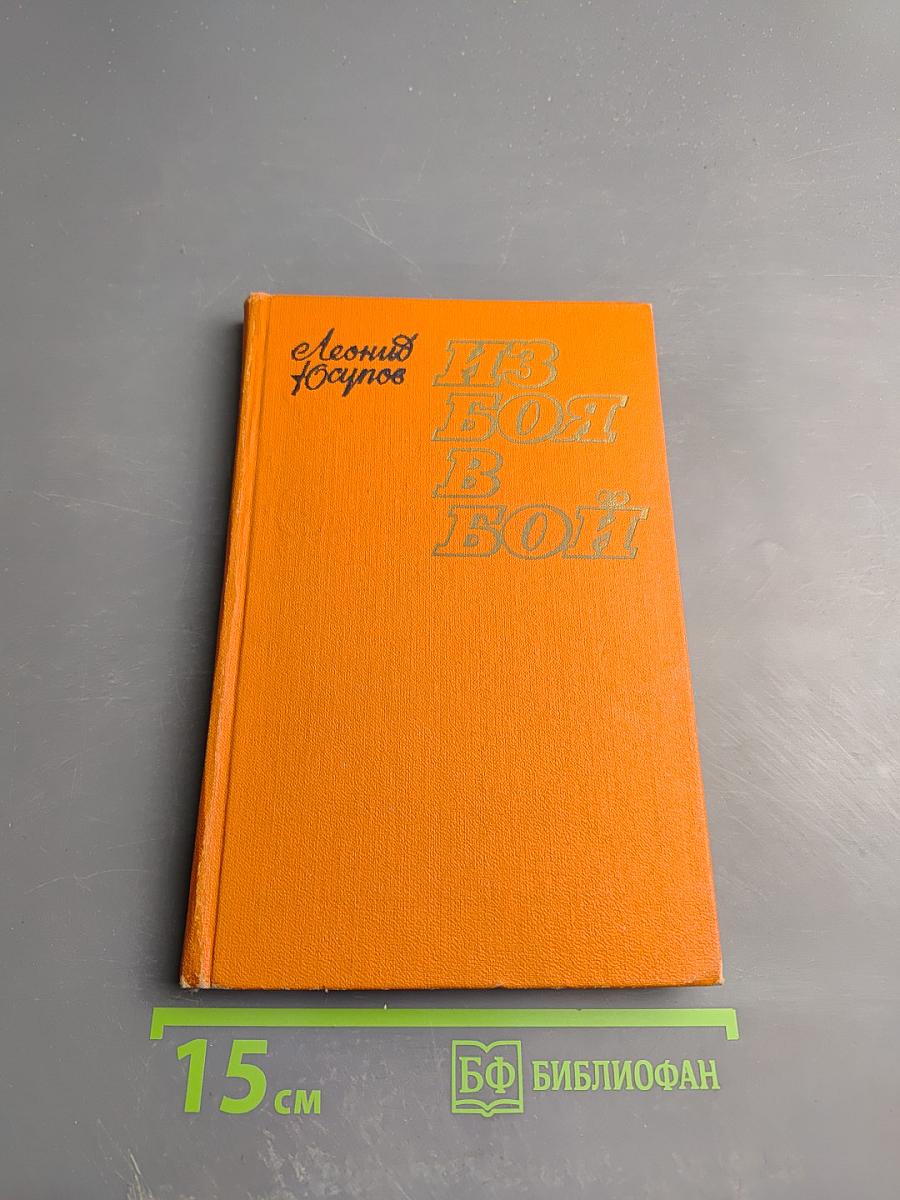 Леонид
Юсупов
ИЗ
БОЯ
В
БОЙ
15 см
БФ БИБЛИОФАН